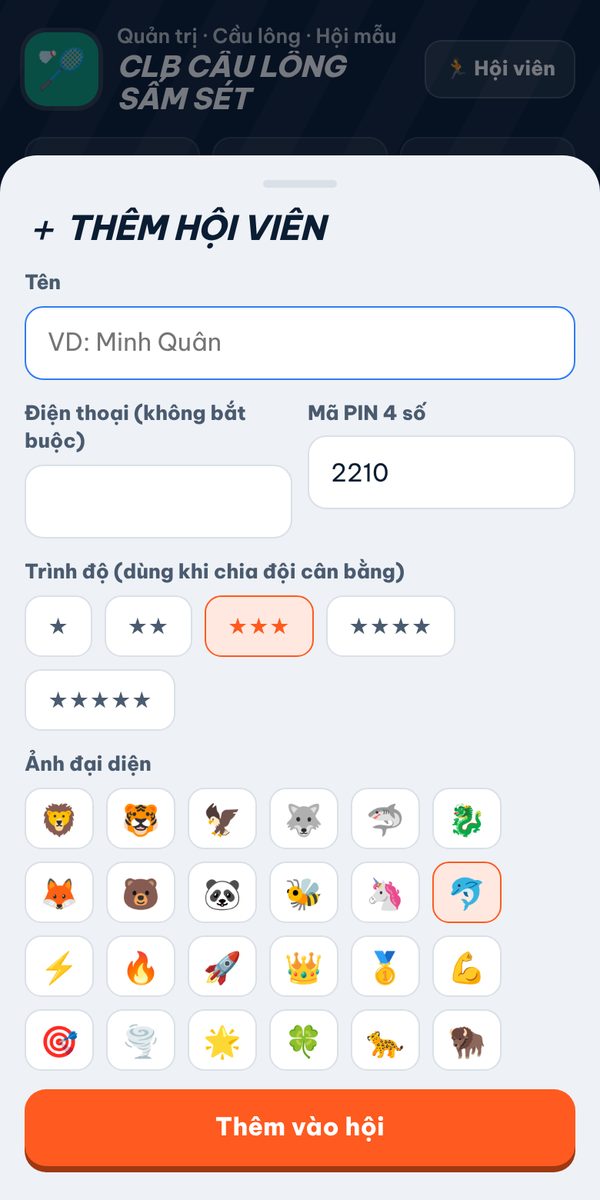 Quản trị · Cầu lông · Hội mẫu
CLB CẦU LÔNG
SẤM SÉT
🏃 Hội viên
+ THÊM HỘI VIÊN
Tên
VD: Minh Quân
Điện thoại (không bắt
buộc)
Mã PIN 4 số
2210
Trình độ (dùng khi chia đội cân bằng)
★
★★
★★★
★★★★
★★★★★
Ảnh đại diện
Thêm vào hội